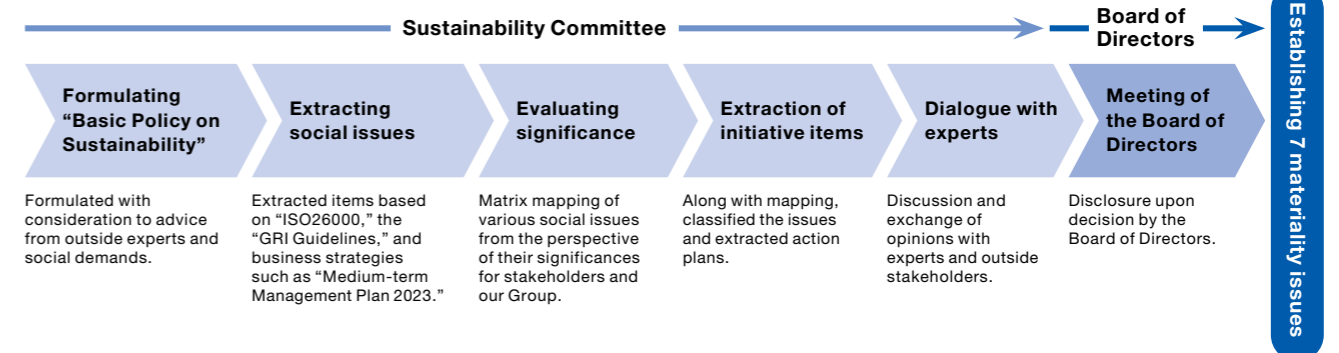 Sustainability Committee
Board of
Directors
Formulating
“Basic Policy on
Sustainability”
Extracting
social issues
Evaluating
significance
Extraction of
initiative items
Dialogue with
experts
Meeting of
the Board of
Directors
Formulated with
consideration to advice
from outside experts and
social demands.
Extracted items based
on “ISO26000,” the
“GRI Guidelines,” and
business strategies
such as “Medium-term
Management Plan 2023.”
Matrix mapping of
various social issues
from the perspective
of their significances
for stakeholders and
our Group.
Along with mapping,
classified the issues
and extracted action
plans.
Discussion and
exchange of
opinions with
experts and outside
stakeholders.
Disclosure upon
decision by the
Board of Directors.
Establishing 7 materiality issues